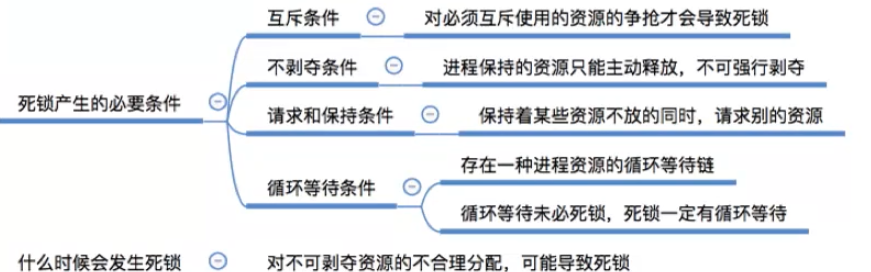 互斥条件
对必须互斥使用的资源的争抢才会导致死锁
不剥夺条件
进程保持的资源只能主动释放，不可强行剥夺
死锁产生的必要条件
请求和保持条件
保持着某些资源不放的同时，请求别的资源
循环等待条件
存在一种进程资源的循环等待链
循环等待未必死锁，死锁一定有循环等待
什么时候会发生死锁
对不可剥夺资源的不合理分配，可能导致死锁